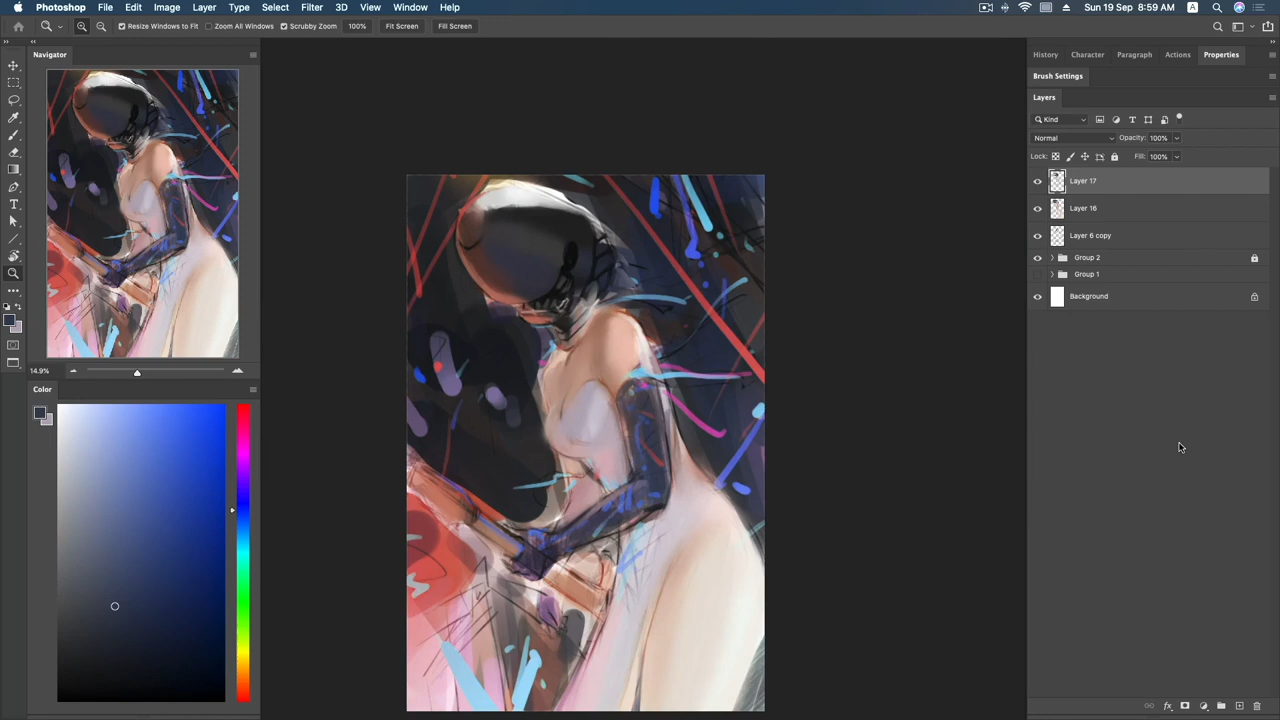 Photoshop File Edit Image Layer Type Select Filter 3D View Window Help Sun 19 Sep 8:59 AM A
Resize Windows to Fit Zoom All Windows Scrubby Zoom 100% Fit Screen Fill Screen
Navigator
14.9%
Color
History Character Paragraph Actions Properties
Brush Settings
Layers
Kind
Normal Opacity: 100%
Lock: Fill: 100%
Layer 17
Layer 16
Layer 6 copy
Group 2
Group 1
Background